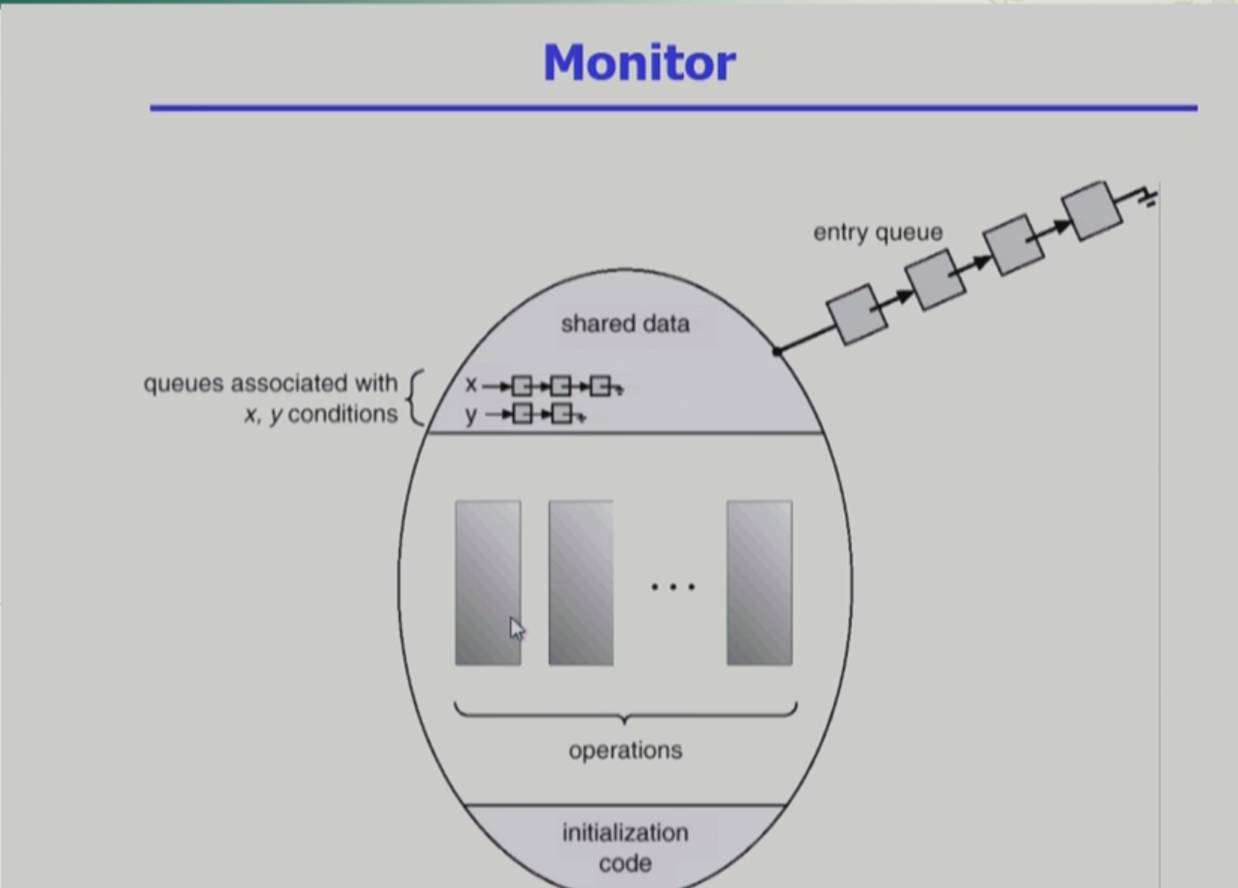 Monitor
entry queue
shared data
queues associated with
x, y conditions
x
y
...
operations
initialization
code